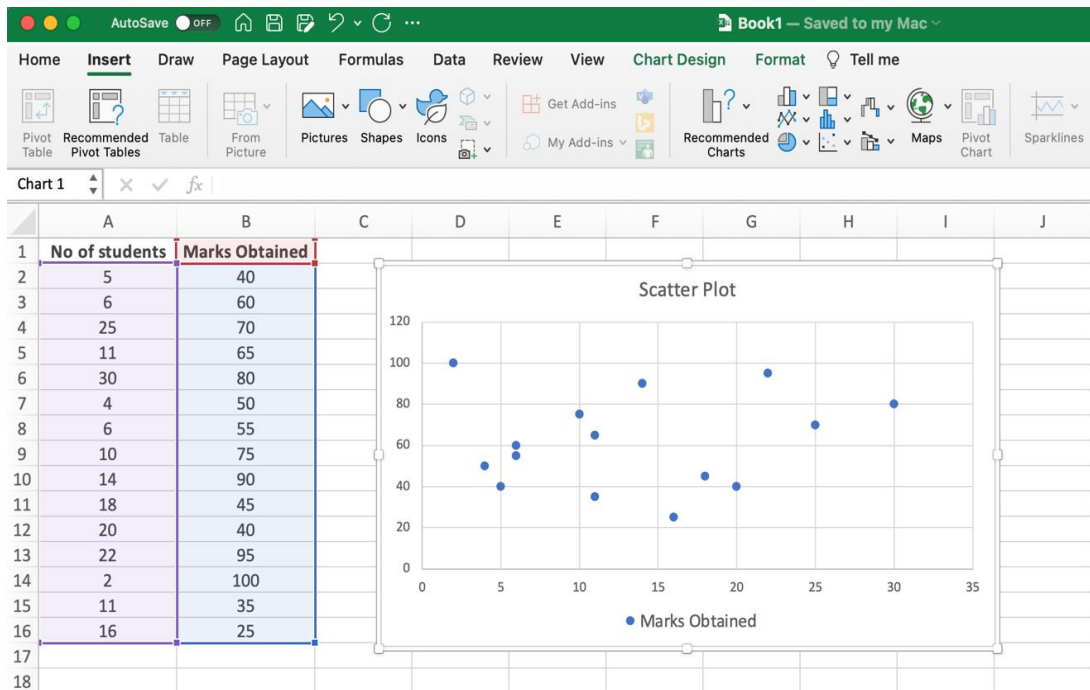 AutoSave OFF ··· Book1 — Saved to my Mac
Home Insert Draw Page Layout Formulas Data Review View Chart Design Format Tell me
Pivot Table
Recommended Pivot Tables
Table
From Picture
Pictures
Shapes
Icons
Get Add-ins
My Add-ins
Recommended Charts
Maps
Pivot Chart
Sparklines
Chart 1 fx
A B C D E F G H I J
1 No of students Marks Obtained
2 5 40
3 6 60
4 25 70
5 11 65
6 30 80
7 4 50
8 6 55
9 10 75
10 14 90
11 18 45
12 20 40
13 22 95
14 2 100
15 11 35
16 16 25
17
18
Scatter Plot
120
100
80
60
40
20
0
0 5 10 15 20 25 30 35
Marks Obtained